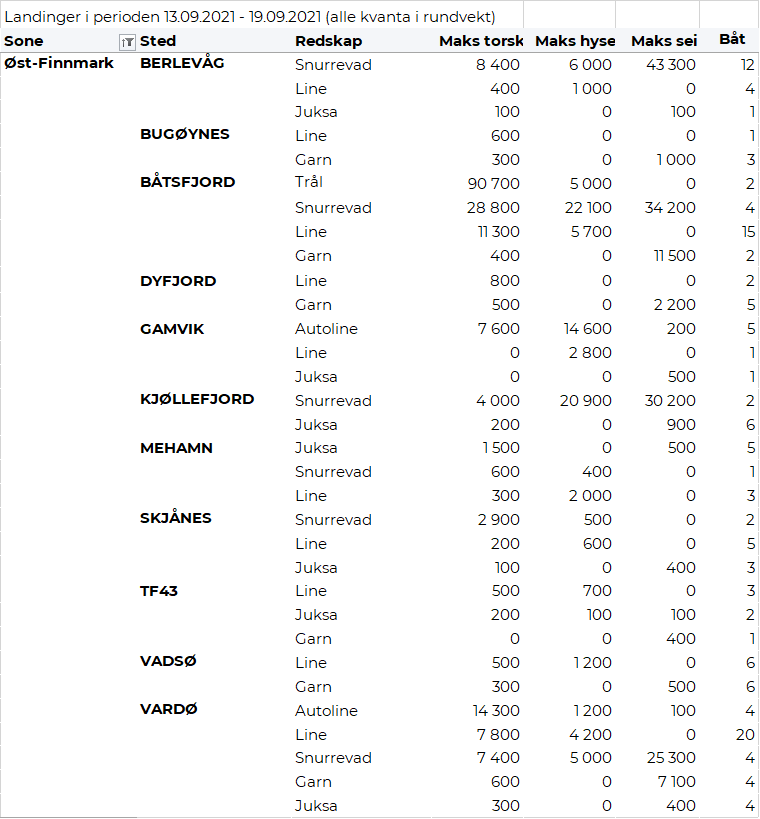 Landinger i perioden 13.09.2021 - 19.09.2021 (alle kvanta i rundvekt)
Sone Sted Redskap Maks torsk Maks hyse Maks sei Båt
Øst-Finnmark BERLEVÅG Snurrevad 8 400 6 000 43 300 12
Line 400 1 000 0 4
Juksa 100 0 100 1
BUGØYNES Line 600 0 0 1
Garn 300 0 1 000 3
BÅTSFJORD Trål 90 700 5 000 0 2
Snurrevad 28 800 22 100 34 200 4
Line 11 300 5 700 0 15
Garn 400 0 11 500 2
DYFJORD Line 800 0 0 2
Garn 500 0 2 200 5
GAMVIK Autoline 7 600 14 600 200 5
Line 0 2 800 0 1
Juksa 0 0 500 1
KJØLLEFJORD Snurrevad 4 000 20 900 30 200 2
Juksa 200 0 900 6
MEHAMN Juksa 1 500 0 500 5
Snurrevad 600 400 0 1
Line 300 2 000 0 3
SKJÅNES Snurrevad 2 900 500 0 2
Line 200 600 0 5
Juksa 100 0 400 3
TF43 Line 500 700 0 3
Juksa 200 100 100 2
Garn 0 0 400 1
VADSØ Line 500 1 200 0 6
Garn 300 0 500 6
VARDØ Autoline 14 300 1 200 100 4
Line 7 800 4 200 0 20
Snurrevad 7 400 5 000 25 300 4
Garn 600 0 7 100 4
Juksa 300 0 400 4